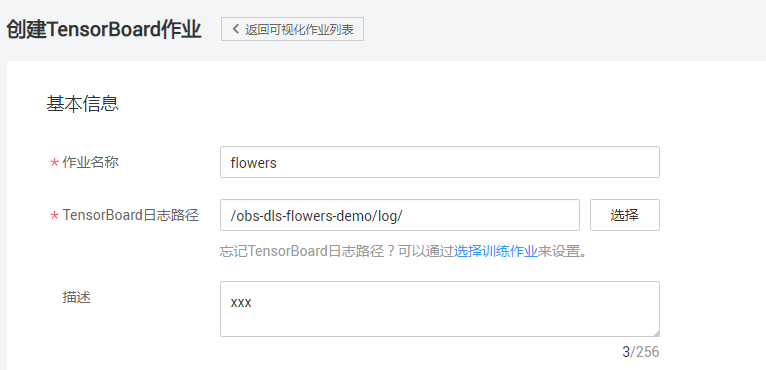 创建TensorBoard作业 返回可视化作业列表
基本信息
* 作业名称 flowers
* TensorBoard日志路径 /obs-dls-flowers-demo/log/ 选择
忘记TensorBoard日志路径？可以通过选择训练作业来设置。
描述 xxx
3/256